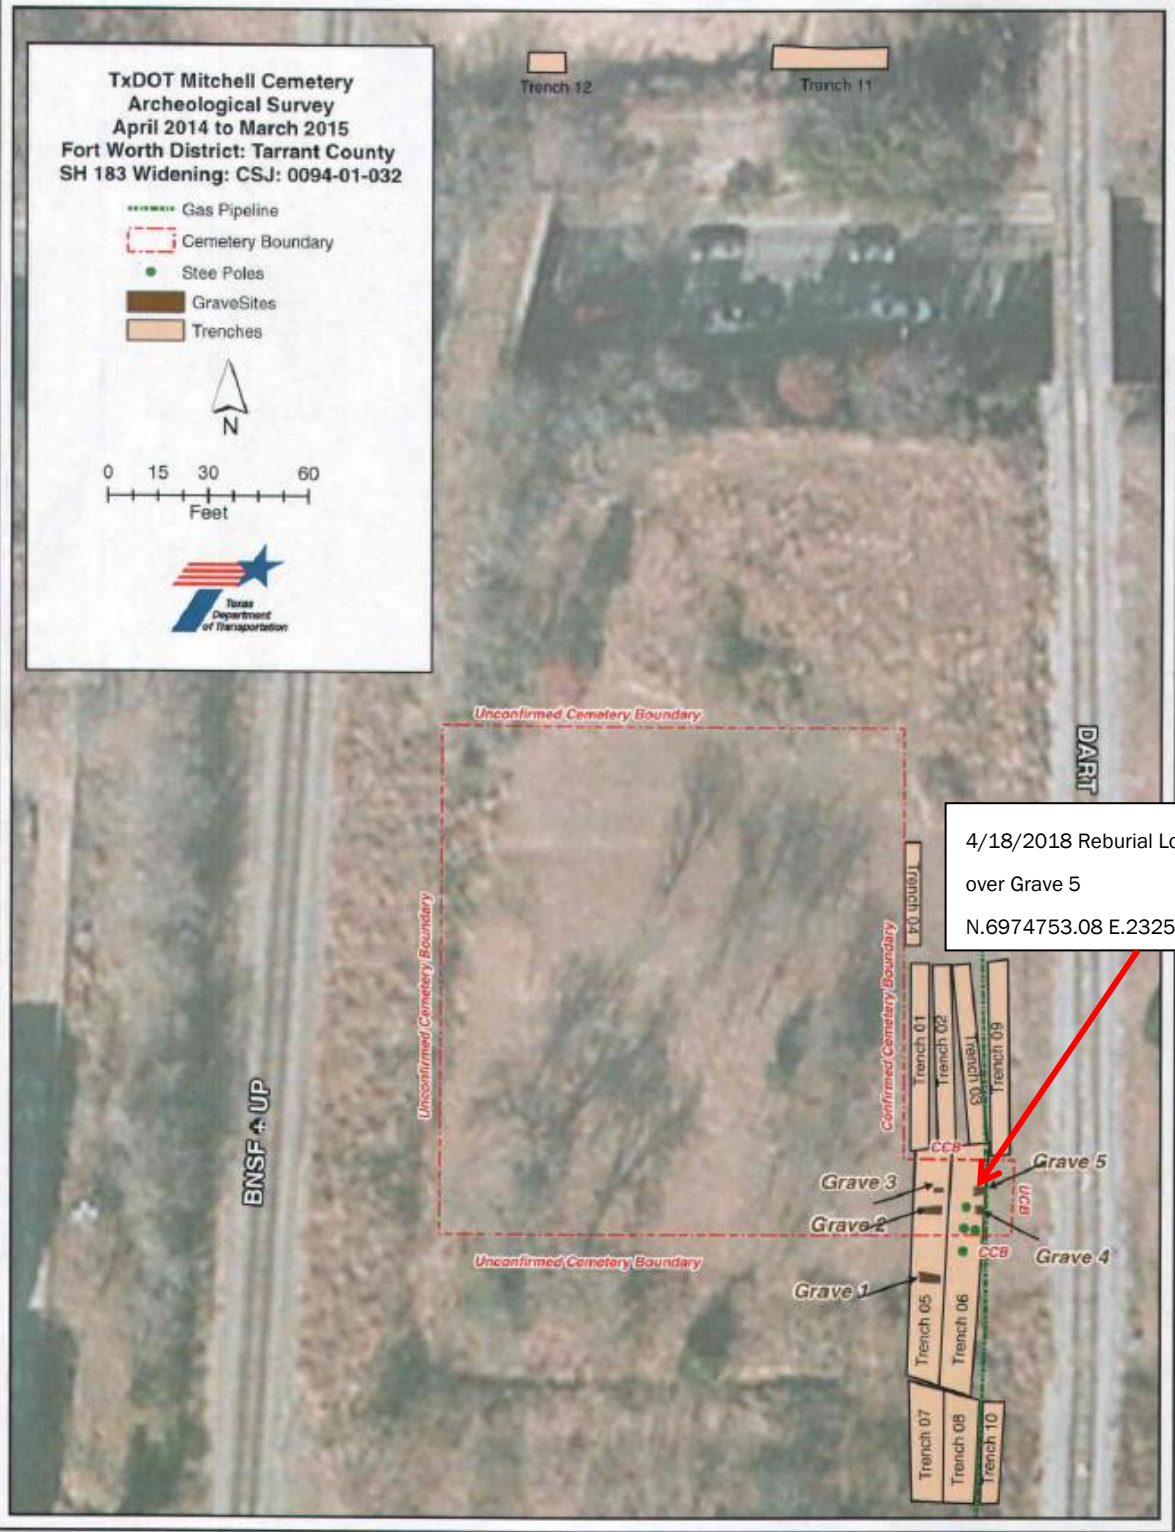 TxDOT Mitchell Cemetery
Archeological Survey
April 2014 to March 2015
Fort Worth District: Tarrant County
SH 183 Widening: CSJ: 0094-01-032
Gas Pipeline
Cemetery Boundary
Stee Poles
GraveSites
Trenches
N
0 15 30 60
Feet
Texas
Department
of Transportation
Trench 12
Trench 11
Unconfirmed Cemetery Boundary
DART
4/18/2018 Reburial Lo
over Grave 5
N.6974753.08 E.2325
Trench 04
Unconfirmed Cemetery Boundary
Confirmed Cemetery Boundary
Trench 01
Trench 02
Trench 03
Trench 09
BNSF + UP
CCB
Grave 5
Grave 3
UCB
Grave 2
CCB
Grave 4
Unconfirmed Cemetery Boundary
Grave 1
Trench 05
Trench 06
Trench 07
Trench 08
Trench 10